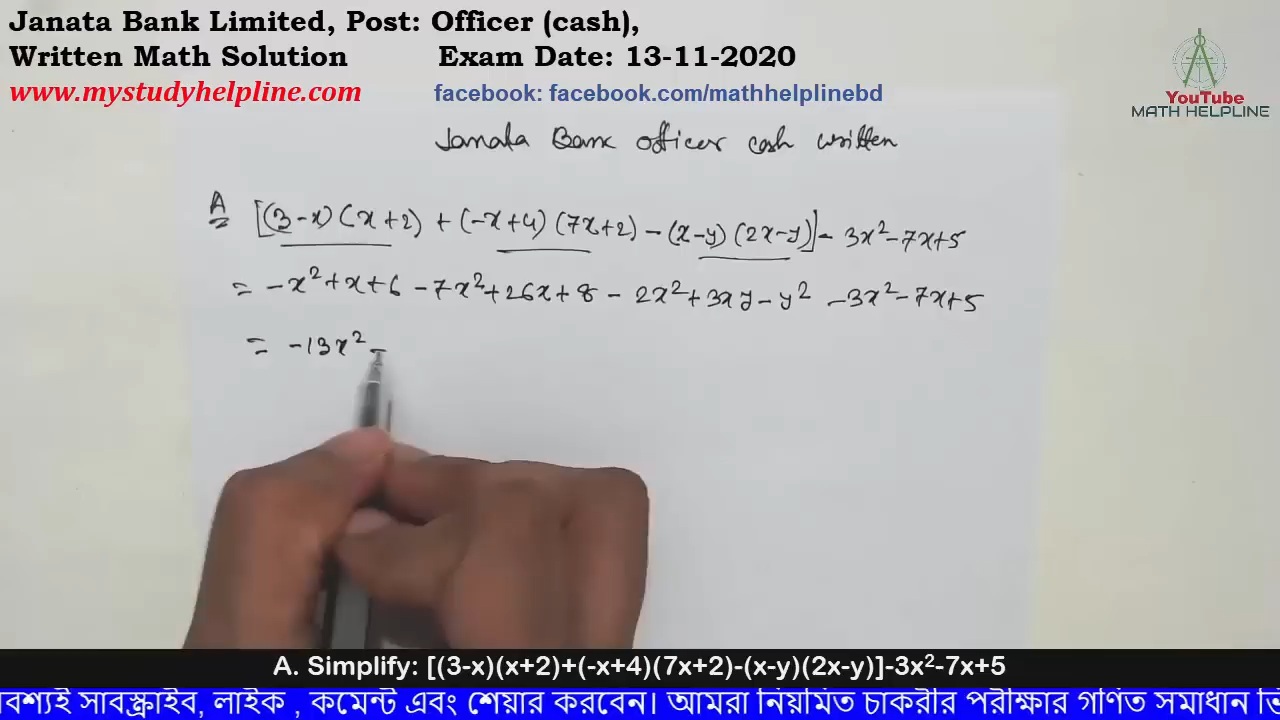 Janata Bank Limited, Post: Officer (cash),
Written Math Solution Exam Date: 13-11-2020
www.mystudyhelpline.com facebook: facebook.com/mathhelplinebd
YouTube
MATH HELPLINE
Janata Bank officer cash written
A [(3-x)(x+2) + (-x+4)(7x+2) - (x-y)(2x-y)] - 3x²-7x+5
= -x²+x+6 -7x²+26x+8 - 2x²+3xy-y² -3x²-7x+5
= -13x² -
A. Simplify: [(3-x)(x+2)+(-x+4)(7x+2)-(x-y)(2x-y)]-3x²-7x+5
বশ্যই সাবস্ক্রাইব, লাইক , কমেন্ট এবং শেয়ার করবেন। আমরা নিয়মিত চাকরীর পরীক্ষার গণিত সমাধান ভি